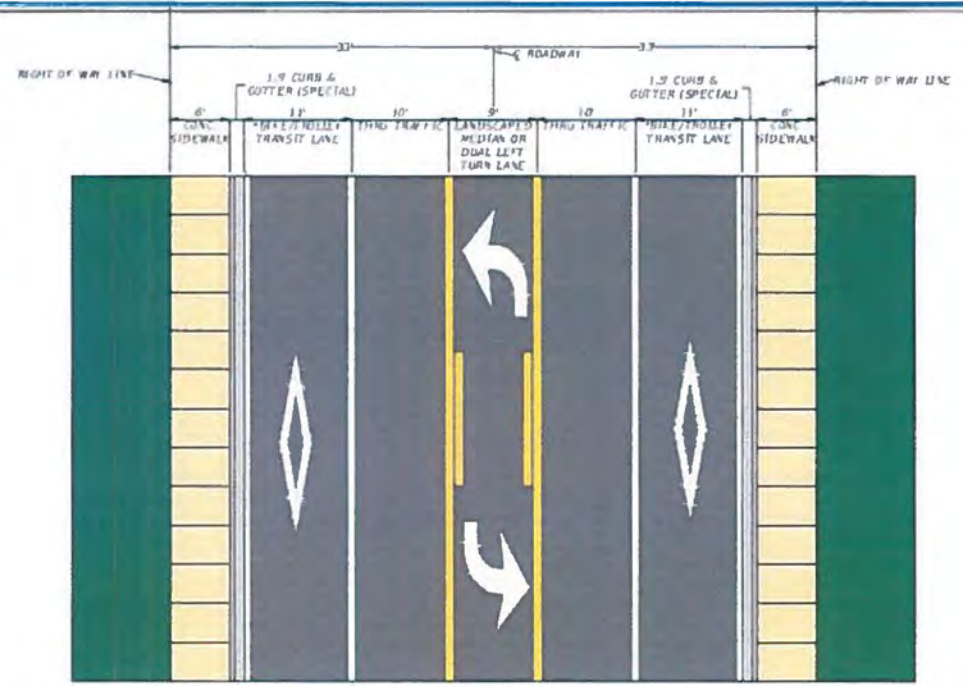 33' 33'
℄ ROADWAY
RIGHT OF WAY LINE
1.5' CURB &
GUTTER (SPECIAL)
1.5' CURB &
GUTTER (SPECIAL)
RIGHT OF WAY LINE
6' 11' 10' 9' 10' 11' 6'
CONC. SIDEWALK
*BIKE/TROLLEY TRANSIT LANE
THRU TRAFFIC
LANDSCAPED
MEDIAN OR
DUAL LEFT
TURN LANE
THRU TRAFFIC
*BIKE/TROLLEY TRANSIT LANE
CONC. SIDEWALK